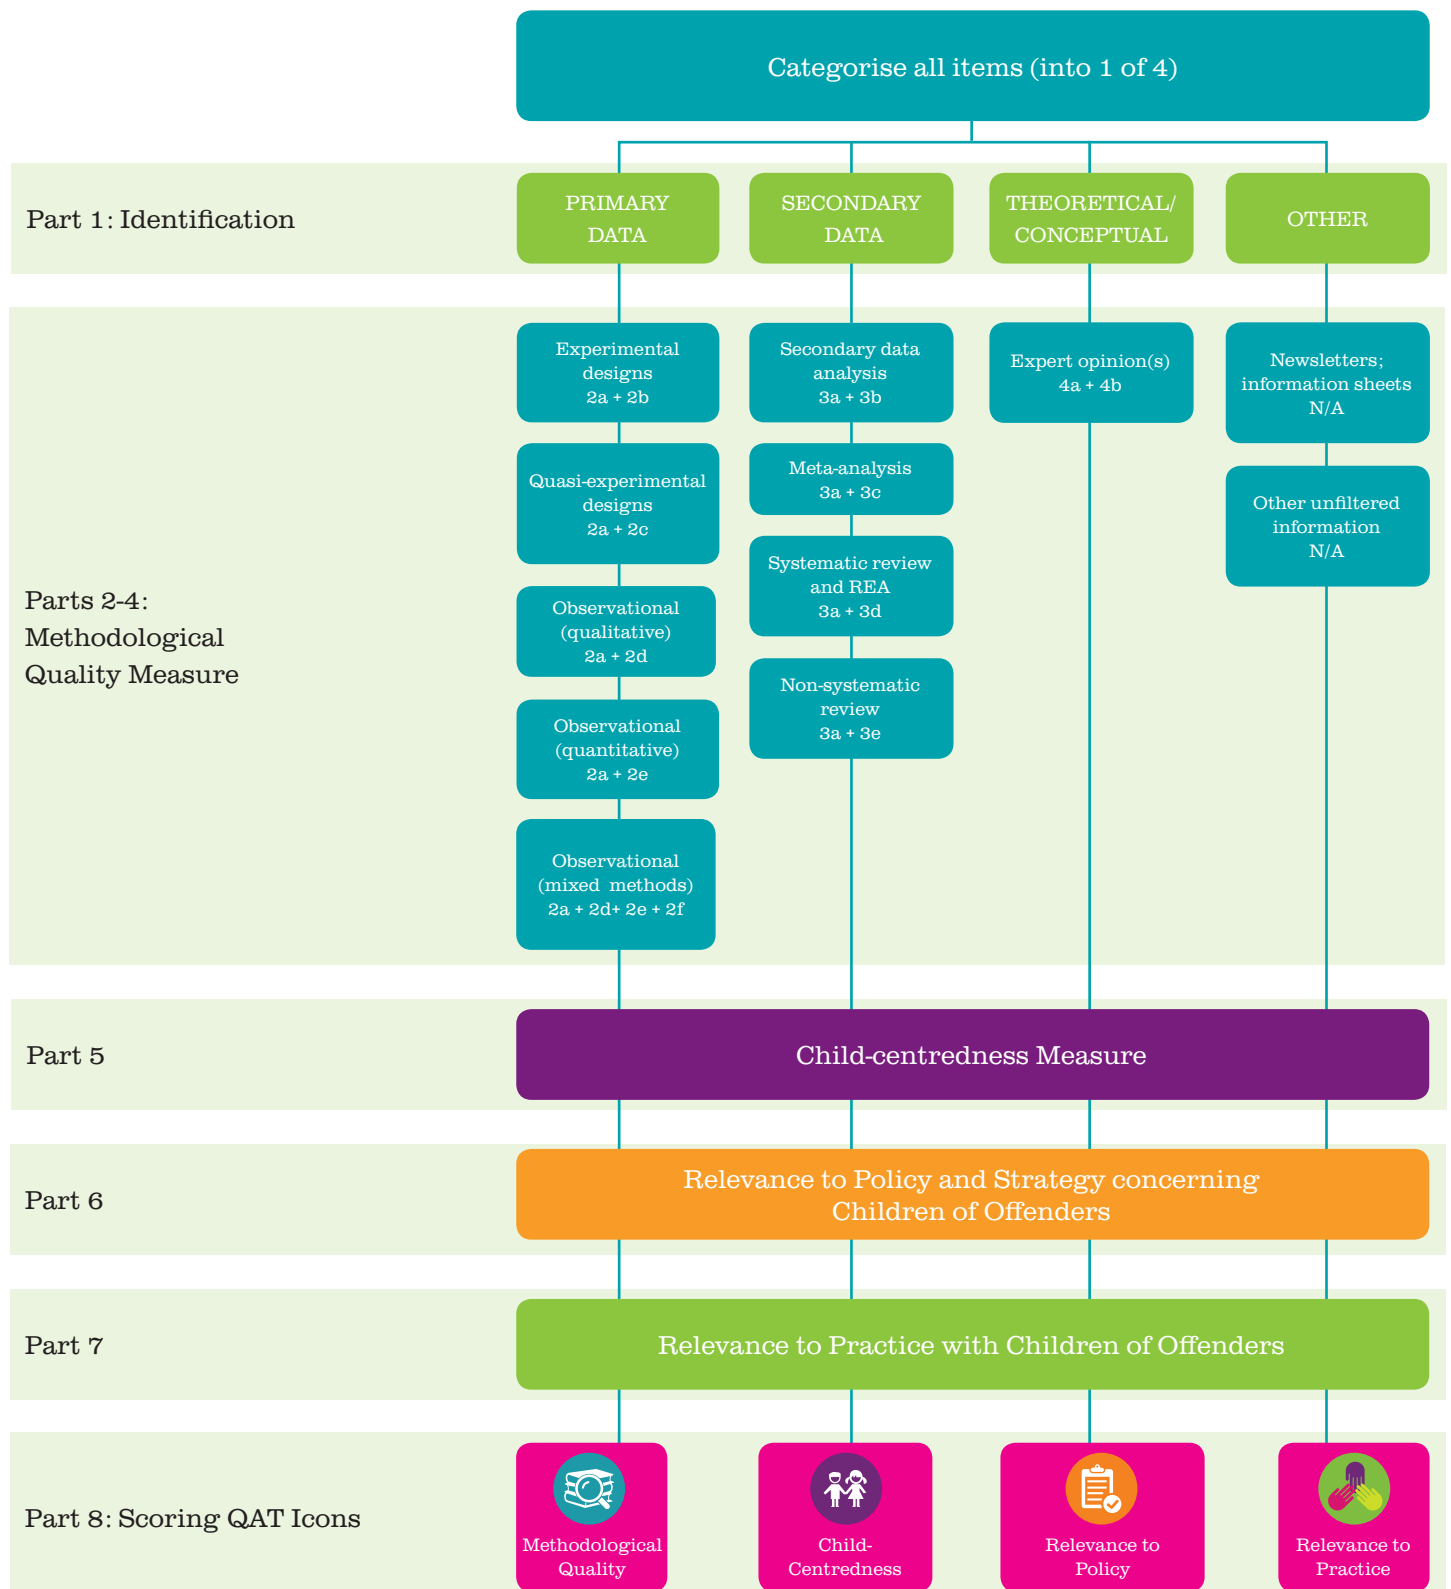 Categorise all items (into 1 of 4)
Part 1: Identification
PRIMARY
DATA
SECONDARY
DATA
THEORETICAL/
CONCEPTUAL
OTHER
Parts 2-4:
Methodological
Quality Measure
Experimental
designs
2a + 2b
Quasi-experimental
designs
2a + 2c
Observational
(qualitative)
2a + 2d
Observational
(quantitative)
2a + 2e
Observational
(mixed methods)
2a + 2d+ 2e + 2f
Secondary data
analysis
3a + 3b
Meta-analysis
3a + 3c
Systematic review
and REA
3a + 3d
Non-systematic
review
3a + 3e
Expert opinion(s)
4a + 4b
Newsletters;
information sheets
N/A
Other unfiltered
information
N/A
Part 5
Child-centredness Measure
Part 6
Relevance to Policy and Strategy concerning
Children of Offenders
Part 7
Relevance to Practice with Children of Offenders
Part 8: Scoring QAT Icons
Methodological
Quality
Child-
Centredness
Relevance to
Policy
Relevance to
Practice